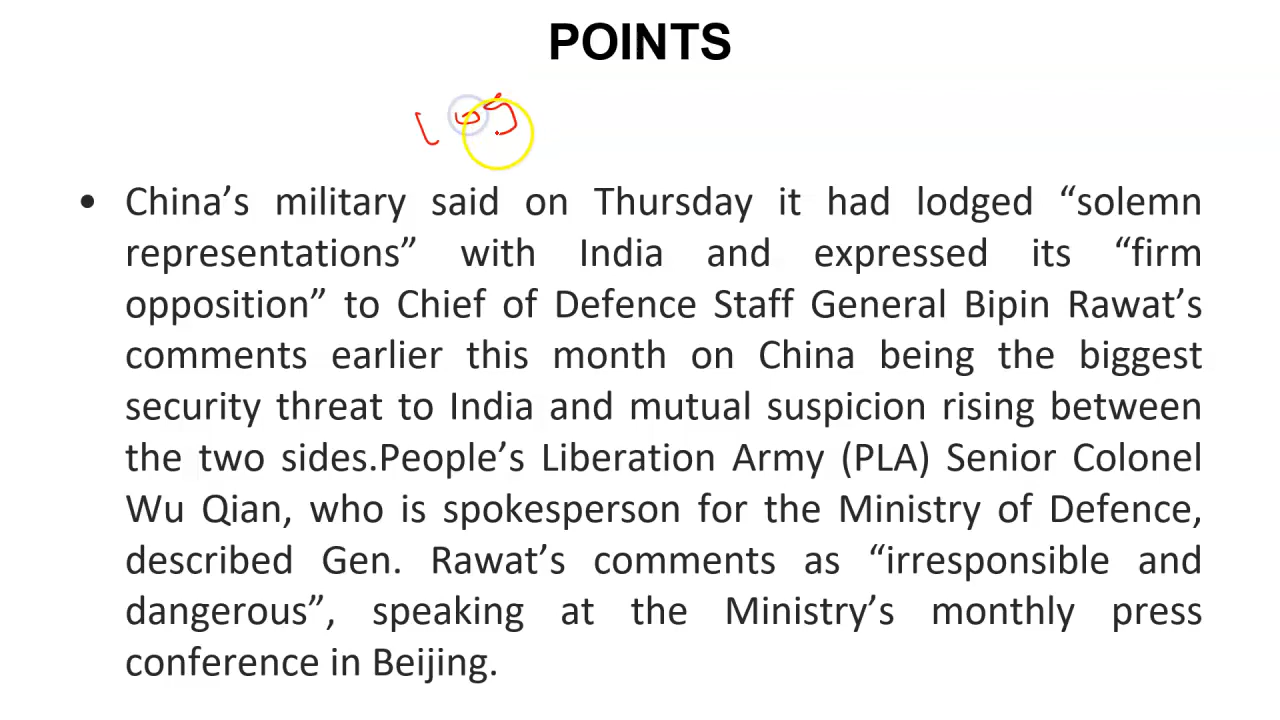 POINTS
• China’s military said on Thursday it had lodged “solemn
representations” with India and expressed its “firm
opposition” to Chief of Defence Staff General Bipin Rawat’s
comments earlier this month on China being the biggest
security threat to India and mutual suspicion rising between
the two sides.People’s Liberation Army (PLA) Senior Colonel
Wu Qian, who is spokesperson for the Ministry of Defence,
described Gen. Rawat’s comments as “irresponsible and
dangerous”, speaking at the Ministry’s monthly press
conference in Beijing.